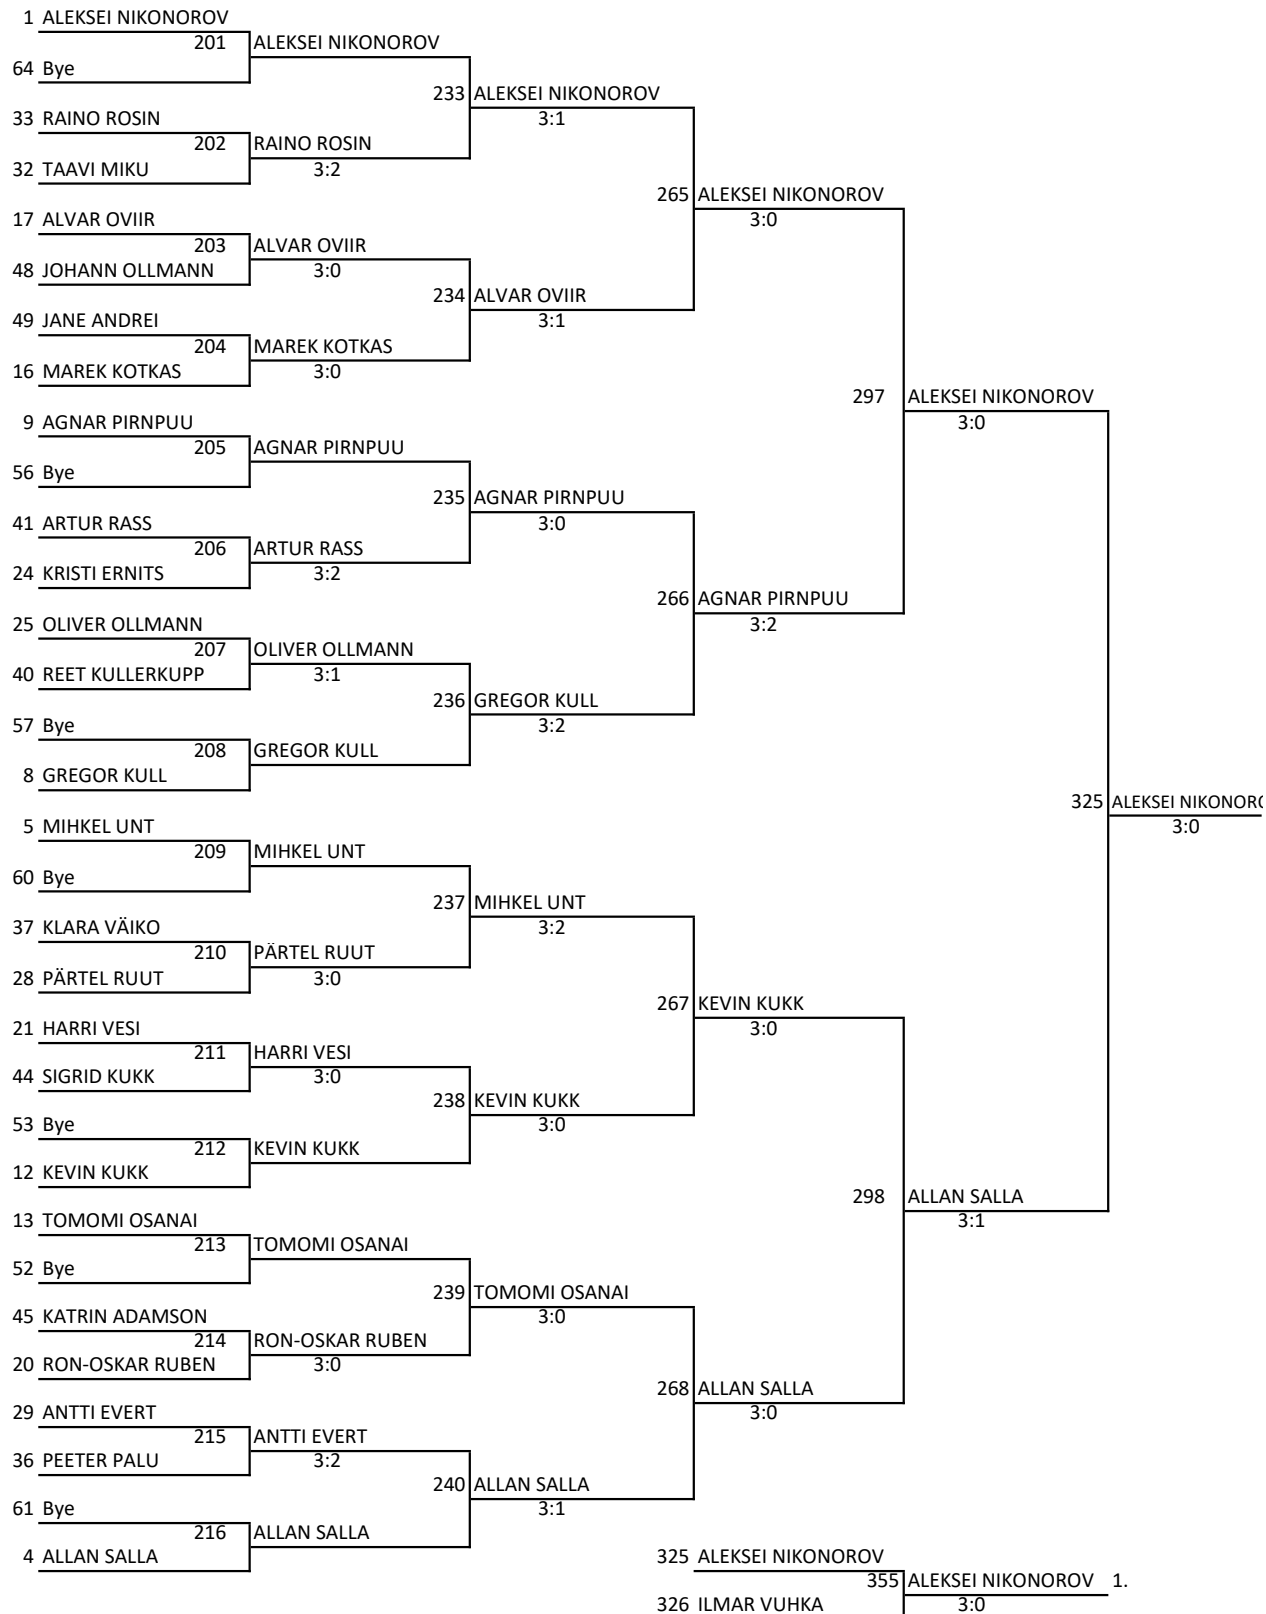 1 ALEKSEI NIKONOROV
201 ALEKSEI NIKONOROV
64 Bye
233 ALEKSEI NIKONOROV
3:1
33 RAINO ROSIN
202 RAINO ROSIN
32 TAAVI MIKU
3:2
265 ALEKSEI NIKONOROV
3:0
17 ALVAR OVIIR
203 ALVAR OVIIR
48 JOHANN OLLMANN
3:0
234 ALVAR OVIIR
3:1
49 JANE ANDREI
204 MAREK KOTKAS
16 MAREK KOTKAS
3:0
297 ALEKSEI NIKONOROV
3:0
9 AGNAR PIRNPUU
205 AGNAR PIRNPUU
56 Bye
235 AGNAR PIRNPUU
3:0
41 ARTUR RASS
206 ARTUR RASS
24 KRISTI ERNITS
3:2
266 AGNAR PIRNPUU
3:2
25 OLIVER OLLMANN
207 OLIVER OLLMANN
40 REET KULLERKUPP
3:1
236 GREGOR KULL
3:2
57 Bye
208 GREGOR KULL
8 GREGOR KULL
325 ALEKSEI NIKONORO
3:0
5 MIHKEL UNT
209 MIHKEL UNT
60 Bye
237 MIHKEL UNT
3:2
37 KLARA VÄIKO
210 PÄRTEL RUUT
28 PÄRTEL RUUT
3:0
267 KEVIN KUKK
3:0
21 HARRI VESI
211 HARRI VESI
44 SIGRID KUKK
3:0
238 KEVIN KUKK
3:0
53 Bye
212 KEVIN KUKK
12 KEVIN KUKK
298 ALLAN SALLA
3:1
13 TOMOMI OSANAI
213 TOMOMI OSANAI
52 Bye
239 TOMOMI OSANAI
3:0
45 KATRIN ADAMSON
214 RON-OSKAR RUBEN
20 RON-OSKAR RUBEN
3:0
268 ALLAN SALLA
3:0
29 ANTTI EVERT
215 ANTTI EVERT
36 PEETER PALU
3:2
240 ALLAN SALLA
3:1
61 Bye
216 ALLAN SALLA
4 ALLAN SALLA
325 ALEKSEI NIKONOROV
355 ALEKSEI NIKONOROV 1.
326 ILMAR VUHKA
3:0